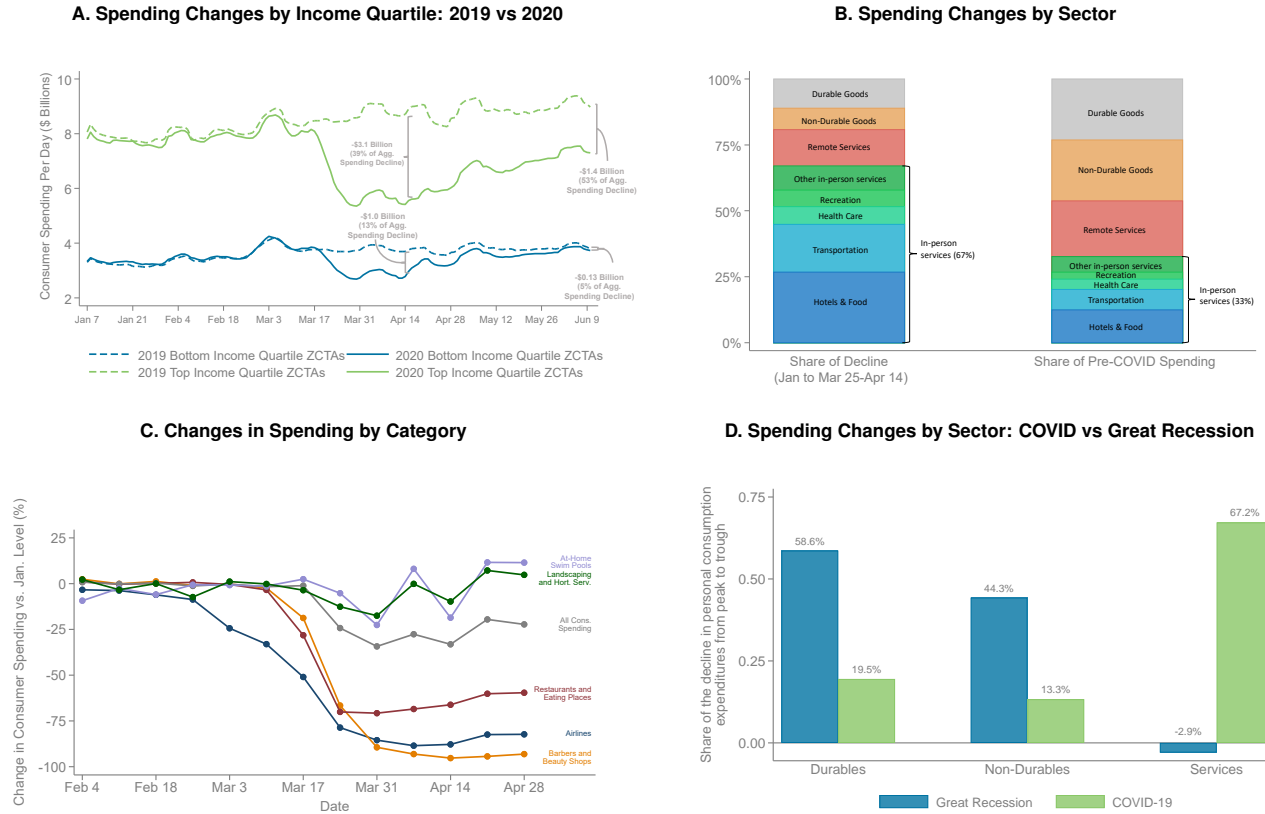 A. Spending Changes by Income Quartile: 2019 vs 2020
Consumer Spending Per Day ($ Billions)
10
8
6
4
2
-$3.1 Billion
(39% of Agg.
Spending Decline)
-$1.4 Billion
(53% of Agg.
Spending Decline)
-$1.0 Billion
(13% of Agg.
Spending Decline)
-$0.13 Billion
(5% of Agg.
Spending Decline)
Jan 7 Jan 21 Feb 4 Feb 18 Mar 3 Mar 17 Mar 31 Apr 14 Apr 28 May 12 May 26 Jun 9
2019 Bottom Income Quartile ZCTAs 2020 Bottom Income Quartile ZCTAs
2019 Top Income Quartile ZCTAs 2020 Top Income Quartile ZCTAs
B. Spending Changes by Sector
100%
75%
50%
25%
0%
Durable Goods
Non-Durable Goods
Remote Services
Other in-person services
Recreation
Health Care
Transportation
Hotels & Food
In-person
services (67%)
Durable Goods
Non-Durable Goods
Remote Services
Other in-person services
Recreation
Health Care
Transportation
Hotels & Food
In-person
services (33%)
Share of Decline
(Jan to Mar 25-Apr 14)
Share of Pre-COVID Spending
C. Changes in Spending by Category
Change in Consumer Spending vs. Jan. Level (%)
25
0
-25
-50
-75
-100
At-Home
Swim Pools
Landscaping
and Hort. Serv.
All Cons.
Spending
Restaurants and
Eating Places
Airlines
Barbers and
Beauty Shops
Feb 4 Feb 18 Mar 3 Mar 17 Mar 31 Apr 14 Apr 28
Date
D. Spending Changes by Sector: COVID vs Great Recession
Share of the decline in personal consumption
expenditures from peak to trough
0.75
0.50
0.25
0.00
58.6%
19.5%
44.3%
13.3%
-2.9%
67.2%
Durables Non-Durables Services
Great Recession COVID-19